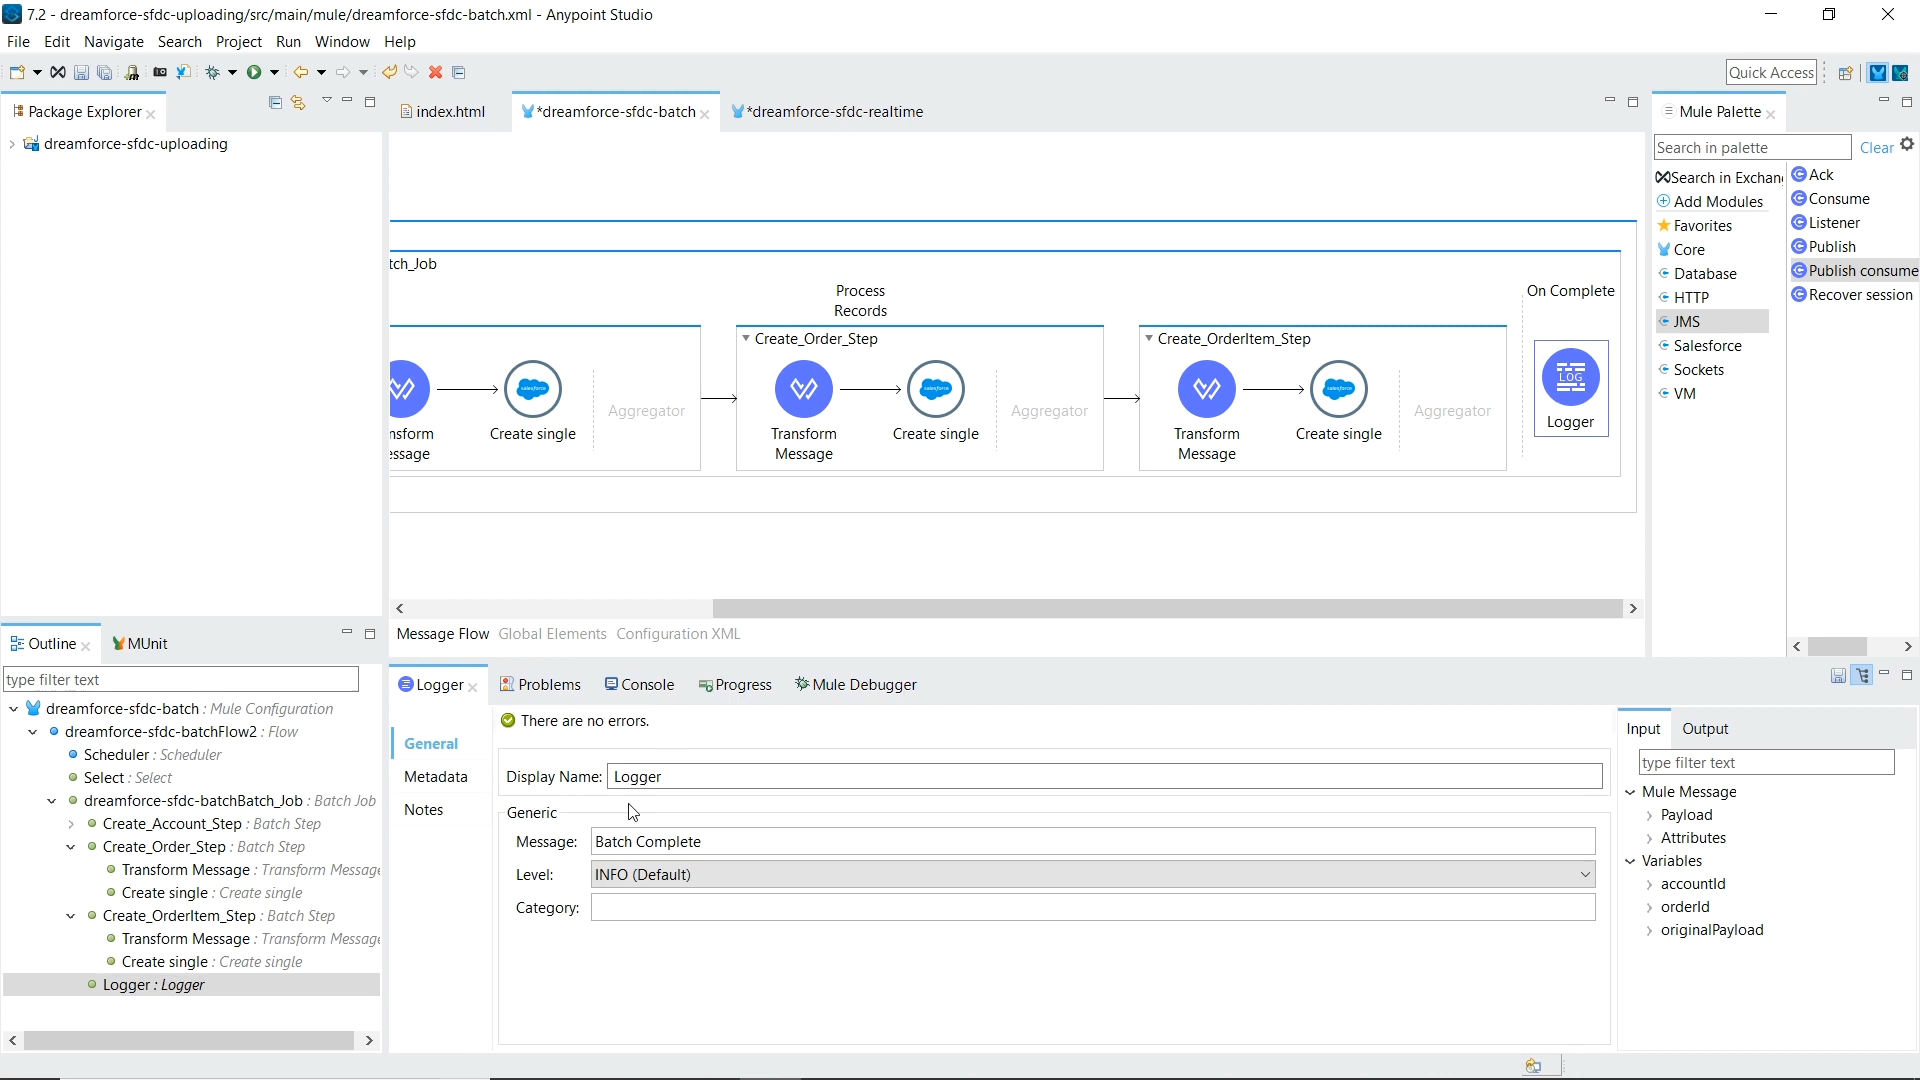 7.2 - dreamforce-sfdc-uploading/src/main/mule/dreamforce-sfdc-batch.xml - Anypoint Studio
File Edit Navigate Search Project Run Window Help
Quick Access
Package Explorer
dreamforce-sfdc-uploading
index.html
*dreamforce-sfdc-batch
*dreamforce-sfdc-realtime
tch_Job
Process
Records
On Complete
Create_Order_Step
Create_OrderItem_Step
salesforce
salesforce
salesforce
LOG
Aggregator
Aggregator
Aggregator
nsform
essage
Create single
Transform
Message
Create single
Transform
Message
Create single
Logger
Message Flow Global Elements Configuration XML
Mule Palette
Search in palette
Clear
Search in Exchan
Add Modules
Favorites
Core
Database
HTTP
JMS
Salesforce
Sockets
VM
Ack
Consume
Listener
Publish
Publish consume
Recover session
Outline
MUnit
type filter text
dreamforce-sfdc-batch : Mule Configuration
dreamforce-sfdc-batchFlow2 : Flow
Scheduler : Scheduler
Select : Select
dreamforce-sfdc-batchBatch_Job : Batch Job
Create_Account_Step : Batch Step
Create_Order_Step : Batch Step
Transform Message : Transform Message
Create single : Create single
Create_OrderItem_Step : Batch Step
Transform Message : Transform Message
Create single : Create single
Logger : Logger
Logger
Problems
Console
Progress
Mule Debugger
There are no errors.
General
Metadata
Notes
Display Name: Logger
Generic
Message: Batch Complete
Level: INFO (Default)
Category:
Input
Output
type filter text
Mule Message
Payload
Attributes
Variables
accountId
orderId
originalPayload